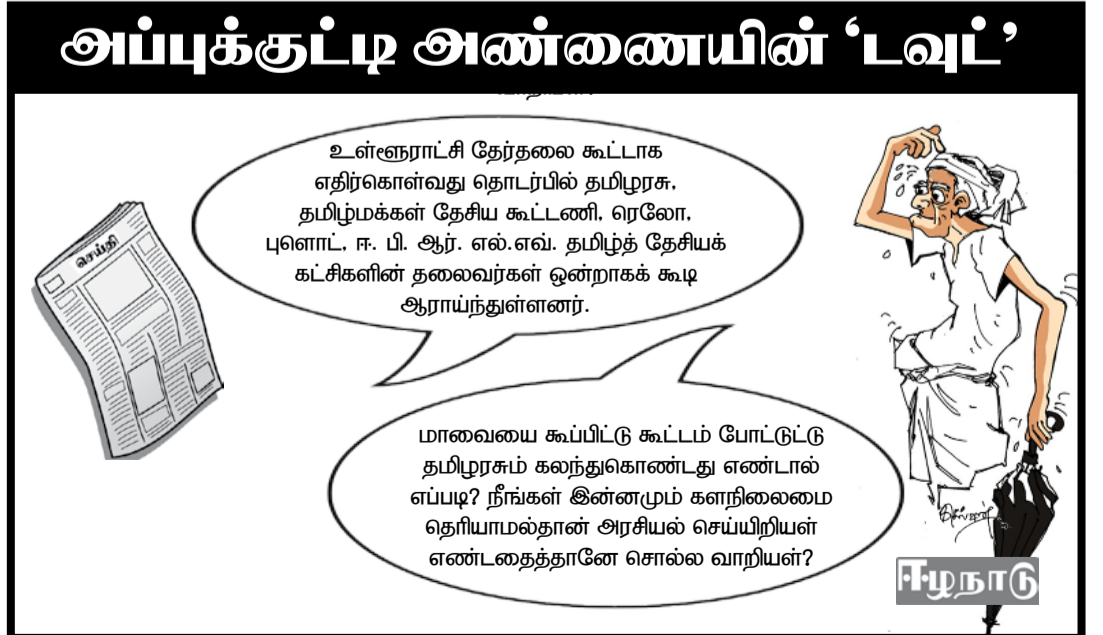 அப்புக்குட்டி அண்ணையின் ‘டவுட்’
உள்ளூராட்சி தேர்தலை கூட்டாக
எதிர்கொள்வது தொடர்பில் தமிழரசு,
தமிழ்மக்கள் தேசிய கூட்டணி, ரெலோ,
புளொட், ஈ. பி. ஆர். எல்.எவ். தமிழ்த் தேசியக்
கட்சிகளின் தலைவர்கள் ஒன்றாகக் கூடி
ஆராய்ந்துள்ளனர்.
செய்தி
மாவையை கூப்பிட்டு கூட்டம் போட்டுட்டு
தமிழரசும் கலந்துகொண்டது எண்டால்
எப்படி? நீங்கள் இன்னமும் களநிலைமை
தெரியாமல்தான் அரசியல் செய்யிறியள்
எண்டதைத்தானே சொல்ல வாறியள்?
ஈழநாடு